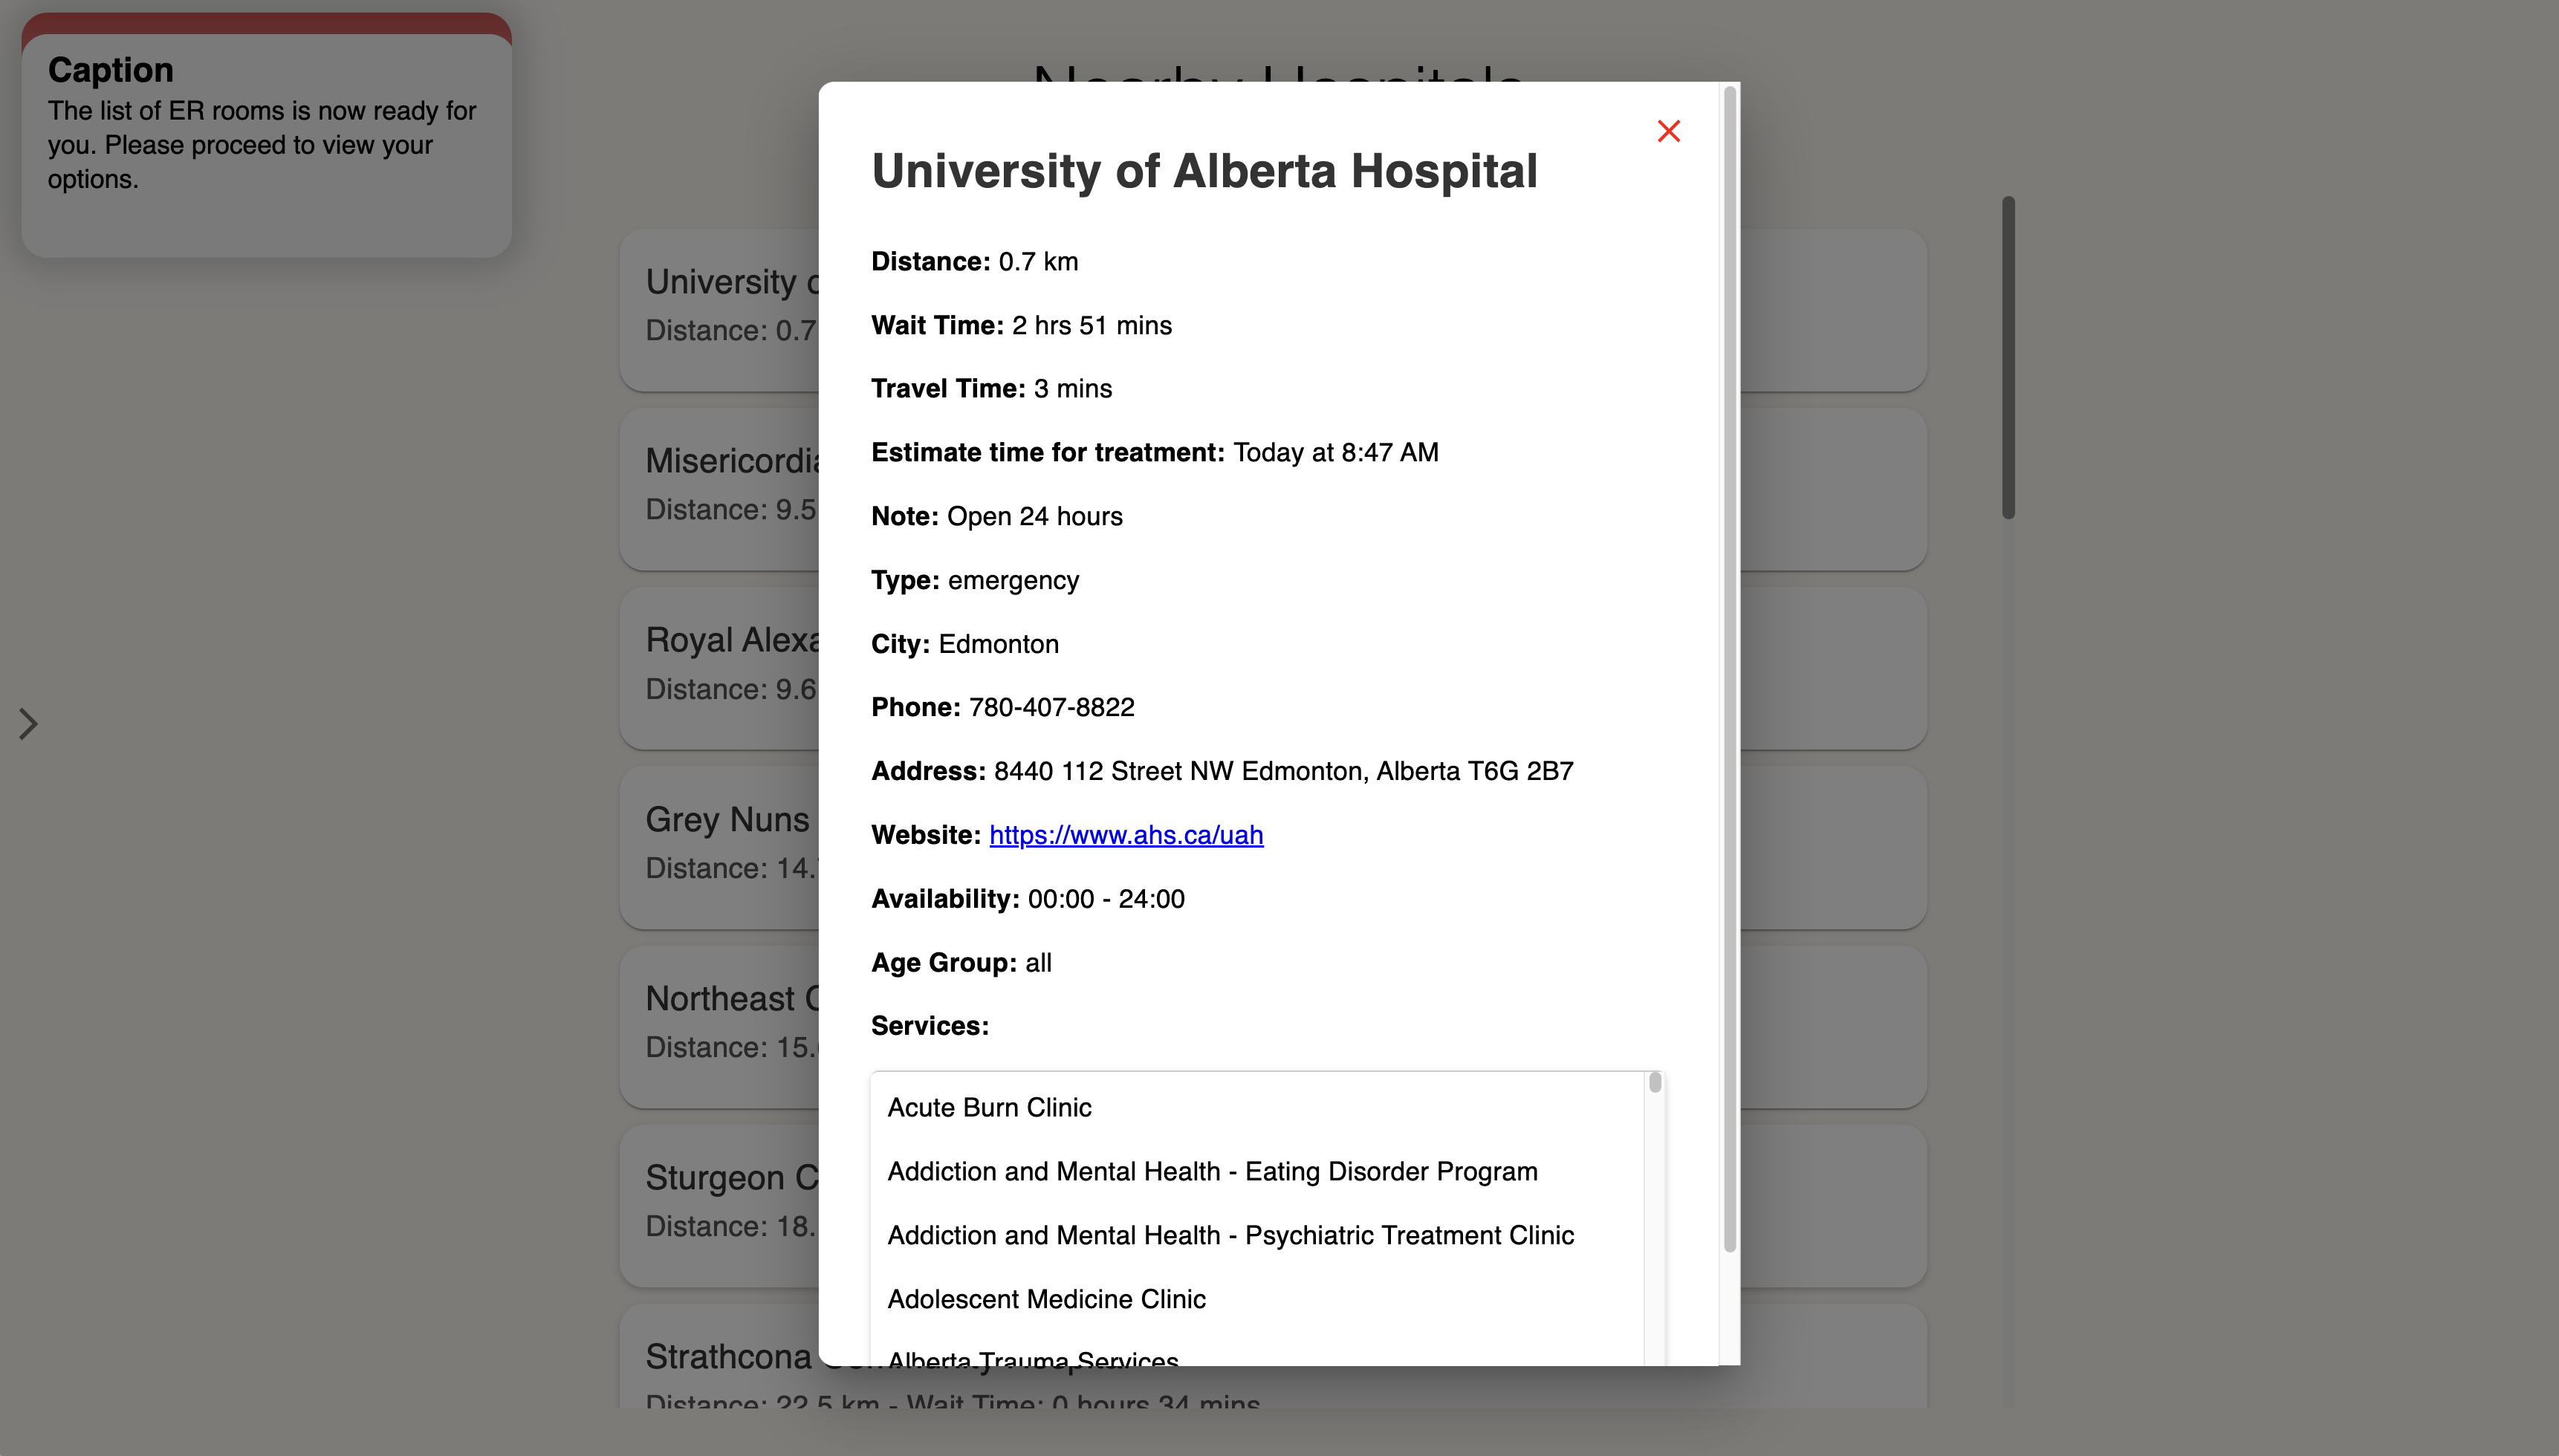 Caption
The list of ER rooms is now ready for
you. Please proceed to view your
options.
Nearby Hospitals
University
Distance: 0.7
Misericordia
Distance: 9.5
Royal
Distance: 9.6
Grey Nuns
Distance: 14.
Northeast
Distance: 15.
Sturgeon
Distance: 18.
Strathcona
Distance: 22.5 km - Wait Time: 0 hours 34 mins
University of Alberta Hospital
Distance: 0.7 km
Wait Time: 2 hrs 51 mins
Travel Time: 3 mins
Estimate time for treatment: Today at 8:47 AM
Note: Open 24 hours
Type: emergency
City: Edmonton
Phone: 780-407-8822
Address: 8440 112 Street NW Edmonton, Alberta T6G 2B7
Website: https://www.ahs.ca/uah
Availability: 00:00 - 24:00
Age Group: all
Services:
Acute Burn Clinic
Addiction and Mental Health - Eating Disorder Program
Addiction and Mental Health - Psychiatric Treatment Clinic
Adolescent Medicine Clinic
Alberta Trauma Services